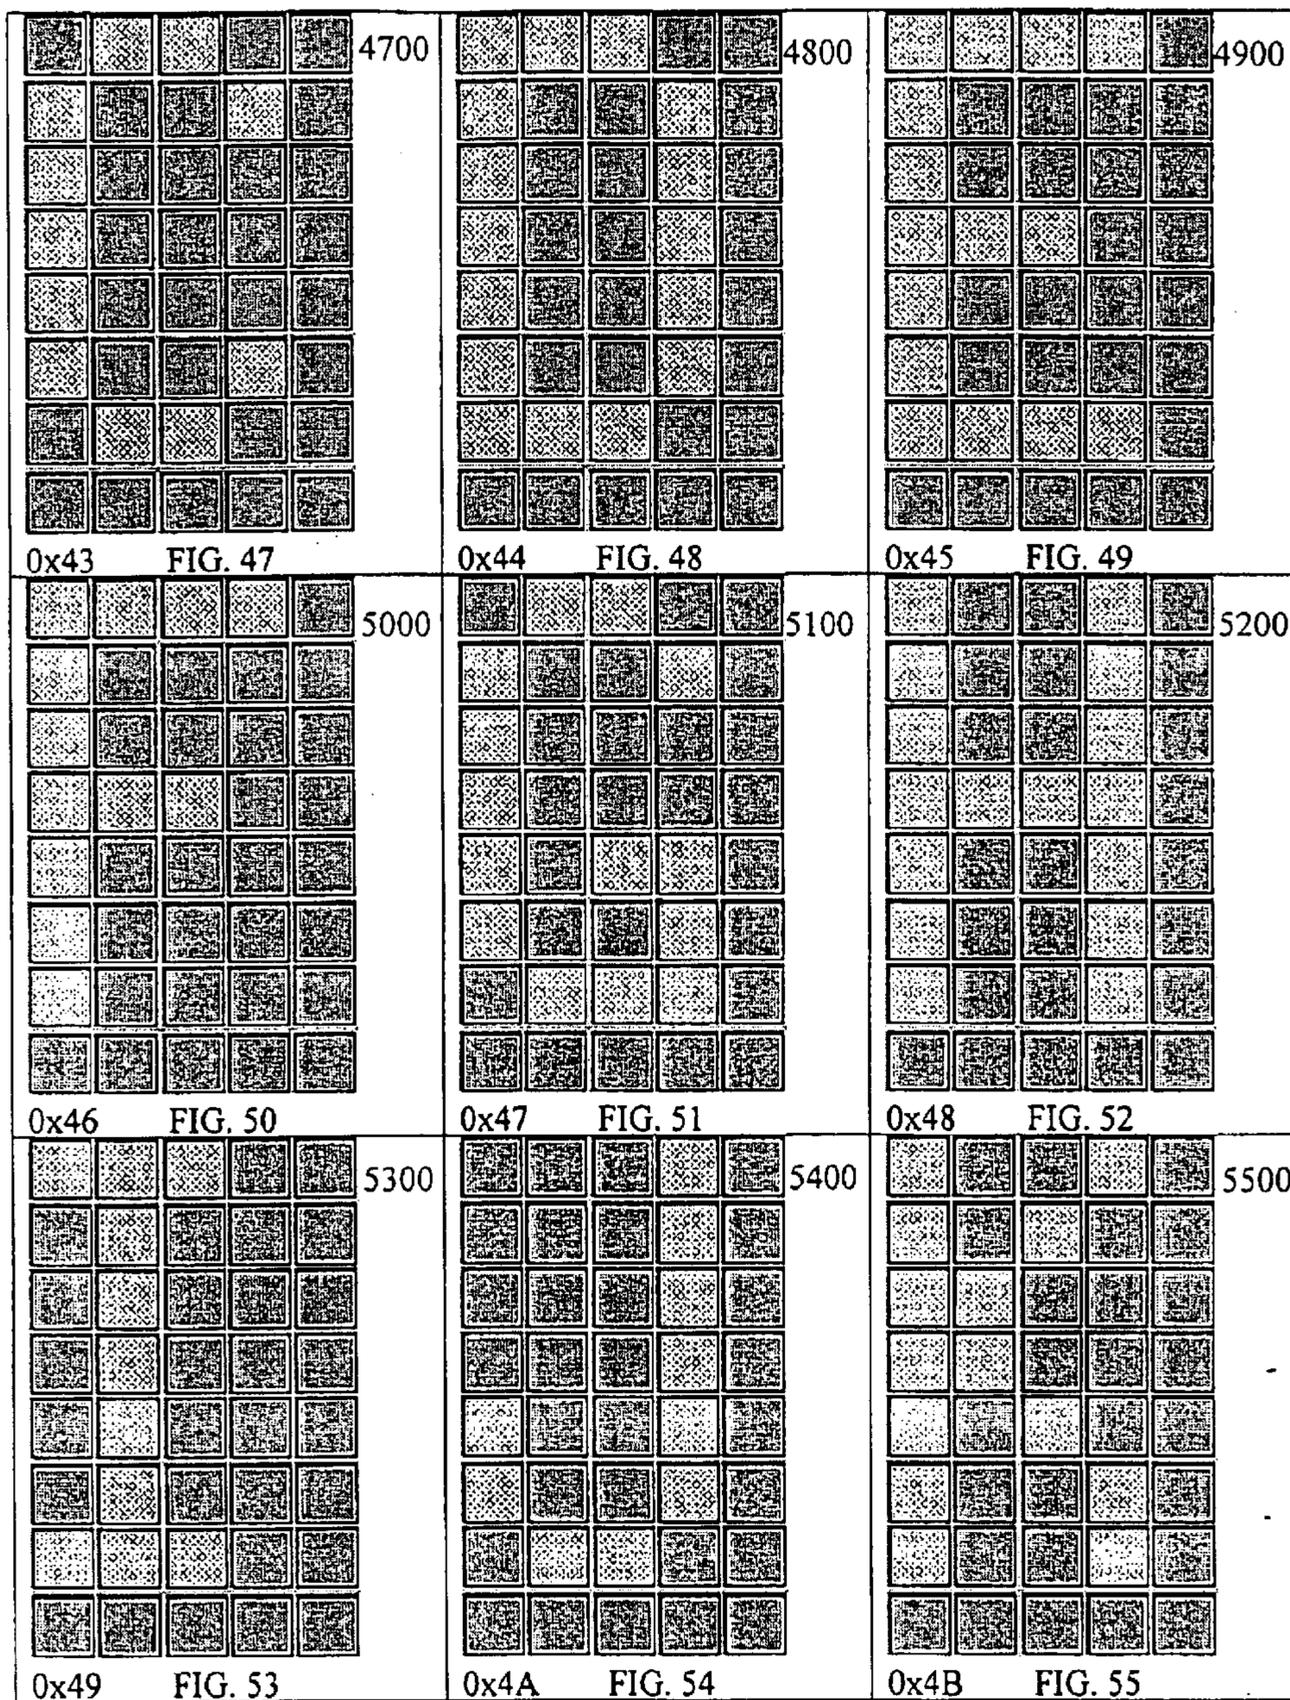 4700 4800 4900
0x43 FIG. 47 0x44 FIG. 48 0x45 FIG. 49
5000 5100 5200
0x46 FIG. 50 0x47 FIG. 51 0x48 FIG. 52
5300 5400 5500
0x49 FIG. 53 0x4A FIG. 54 0x4B FIG. 55